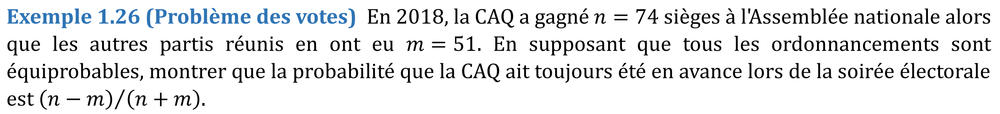 Exemple 1.26 (Problème des votes) En 2018, la CAQ a gagné n = 74 sièges à l'Assemblée nationale alors
que les autres partis réunis en ont eu m = 51. En supposant que tous les ordonnancements sont
équiprobables, montrer que la probabilité que la CAQ ait toujours été en avance lors de la soirée électorale
est (n − m)/(n + m).